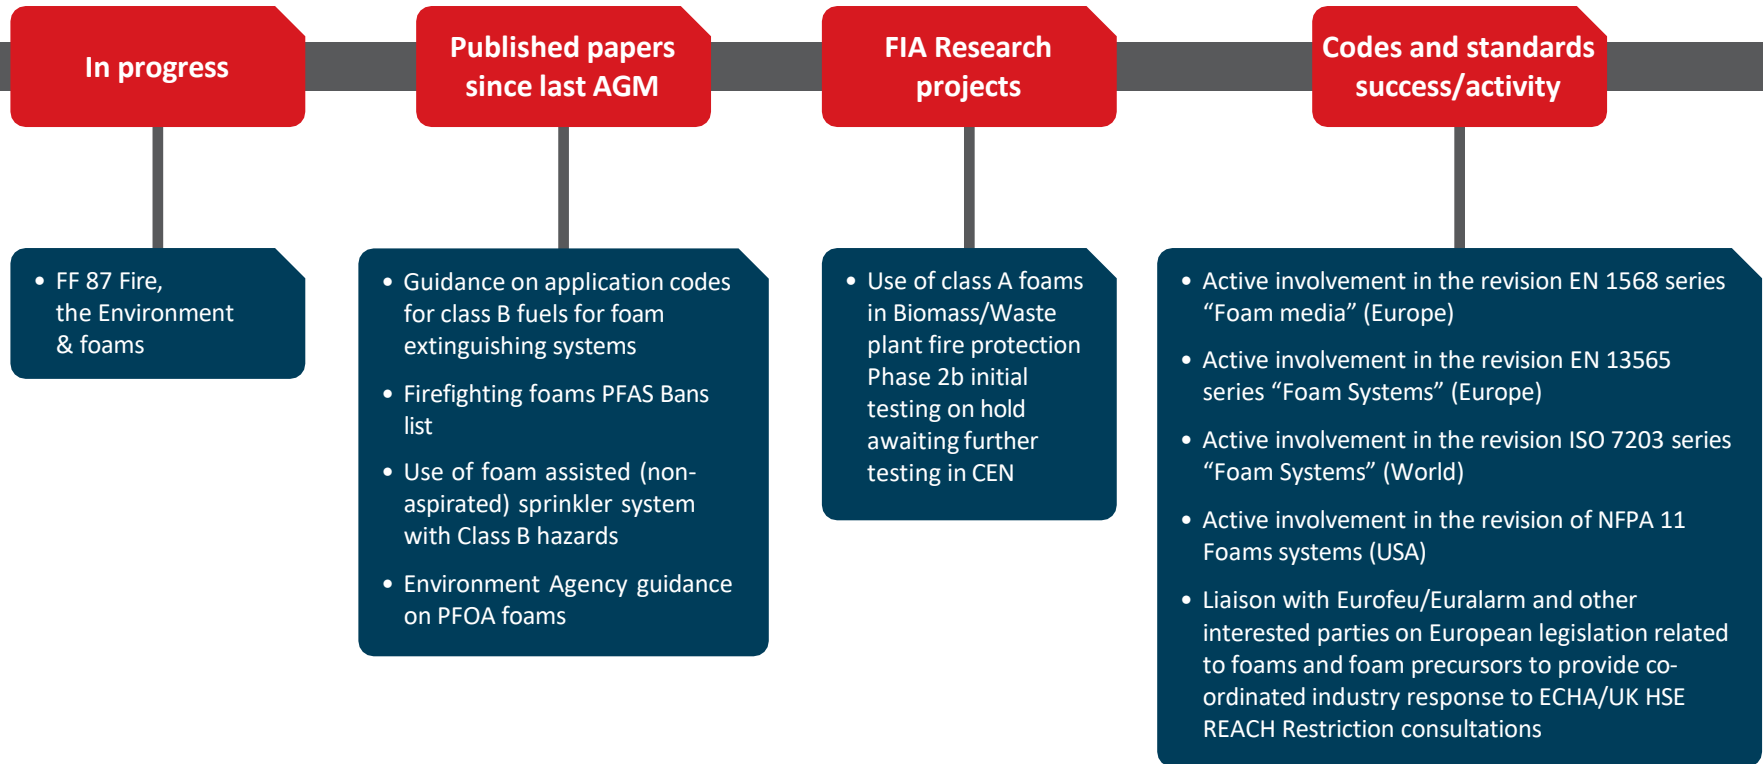 In progress
Published papers
since last AGM
FIA Research
projects
Codes and standards
success/activity
• FF 87 Fire,
the Environment
& foams
• Guidance on application codes
for class B fuels for foam
extinguishing systems
• Firefighting foams PFAS Bans
list
• Use of foam assisted (non-
aspirated) sprinkler system
with Class B hazards
• Environment Agency guidance
on PFOA foams
• Use of class A foams
in Biomass/Waste
plant fire protection
Phase 2b initial
testing on hold
awaiting further
testing in CEN
• Active involvement in the revision EN 1568 series
“Foam media” (Europe)
• Active involvement in the revision EN 13565
series “Foam Systems” (Europe)
• Active involvement in the revision ISO 7203 series
“Foam Systems” (World)
• Active involvement in the revision of NFPA 11
Foams systems (USA)
• Liaison with Eurofeu/Euralarm and other
interested parties on European legislation related
to foams and foam precursors to provide co-
ordinated industry response to ECHA/UK HSE
REACH Restriction consultations